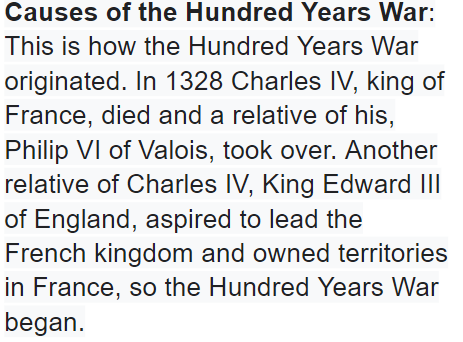 Causes of the Hundred Years War:
This is how the Hundred Years War
originated. In 1328 Charles IV, king of
France, died and a relative of his,
Philip VI of Valois, took over. Another
relative of Charles IV, King Edward III
of England, aspired to lead the
French kingdom and owned territories
in France, so the Hundred Years War
began.